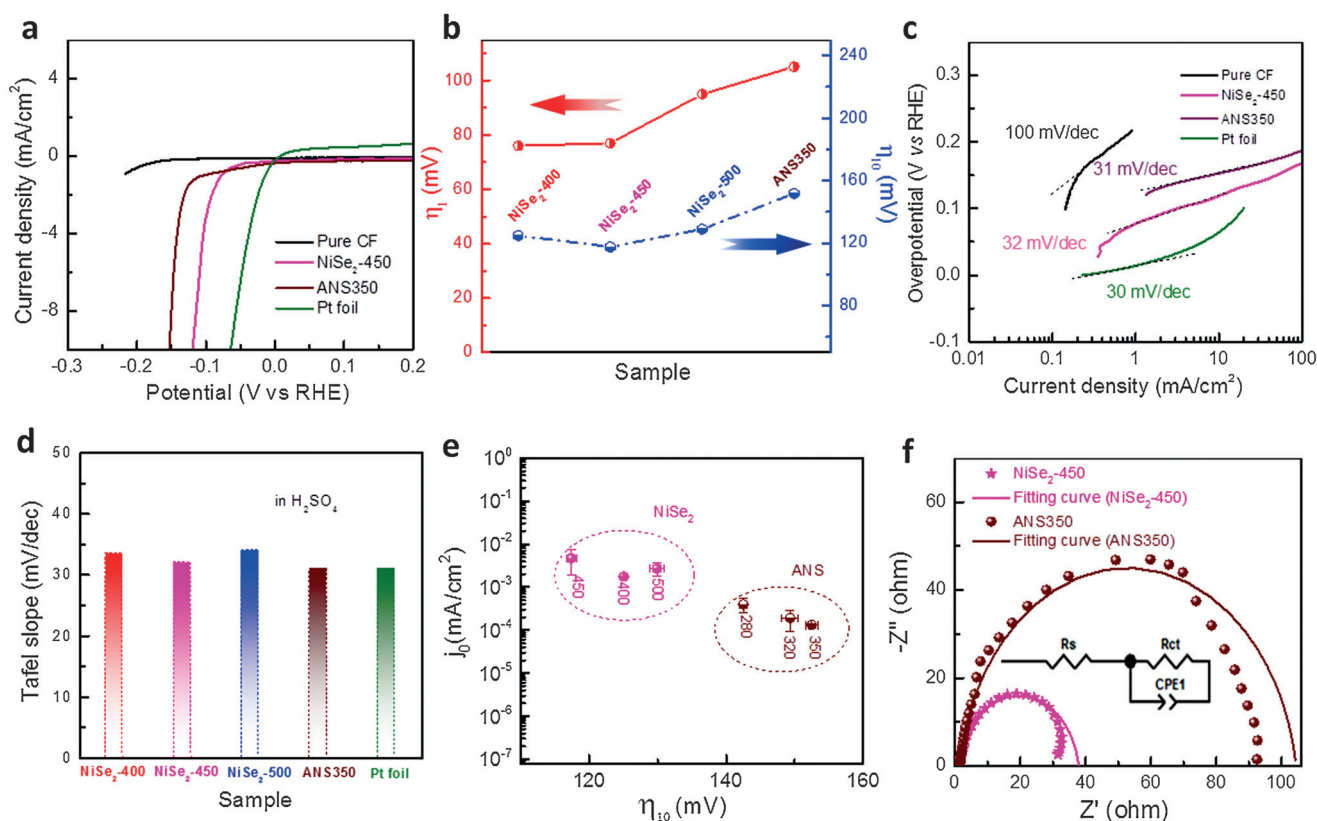 a
Current density (mA/cm²)
4
0
-4
-8
Pure CF
NiSe₂-450
ANS350
Pt foil
-0.3 -0.2 -0.1 0.0 0.1 0.2
Potential (V vs RHE)
b
η₁ (mV)
100
80
60
40
20
0
NiSe₂-400
NiSe₂-450
NiSe₂-500
ANS350
240
200
160
120
80
η₁₀ (mV)
Sample
c
Overpotential (V vs RHE)
0.3
0.2
0.1
0.0
-0.1
Pure CF
NiSe₂-450
ANS350
Pt foil
100 mV/dec
31 mV/dec
32 mV/dec
30 mV/dec
0.01 0.1 1 10 100
Current density (mA/cm²)
d
Tafel slope (mV/dec)
50
40
30
20
10
0
in H₂SO₄
NiSe₂-400 NiSe₂-450 NiSe₂-500 ANS350 Pt foil
Sample
e
j₀(mA/cm²)
10⁰
10⁻¹
10⁻²
10⁻³
10⁻⁴
10⁻⁵
10⁻⁶
10⁻⁷
NiSe₂
450
400
500
ANS
280
320
350
120 140 160
η₁₀ (mV)
f
-Z" (ohm)
60
40
20
0
NiSe₂-450
Fitting curve (NiSe₂-450)
ANS350
Fitting curve (ANS350)
Rs
Rct
CPE1
0 20 40 60 80 100
Z' (ohm)